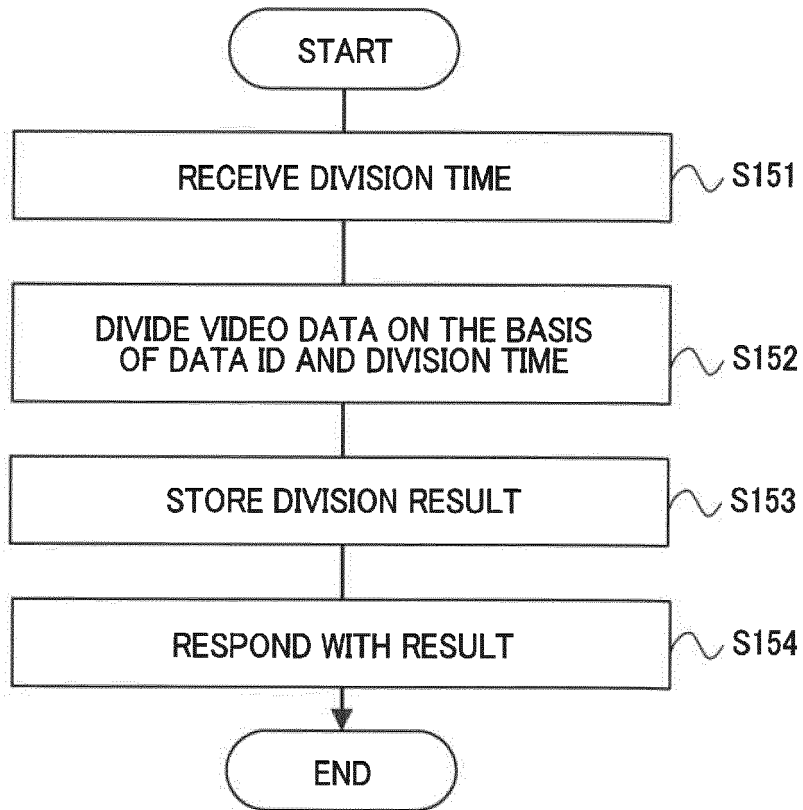 START
RECEIVE DIVISION TIME
S151
DIVIDE VIDEO DATA ON THE BASIS
OF DATA ID AND DIVISION TIME
S152
STORE DIVISION RESULT
S153
RESPOND WITH RESULT
S154
END